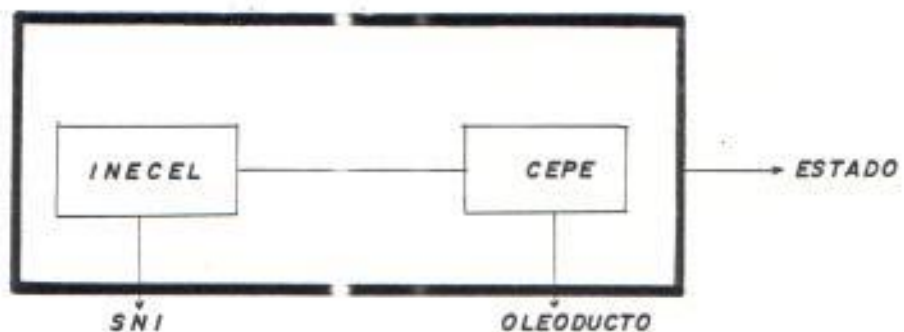 INECEL
CEPE
ESTADO
SNI
OLEODUCTO